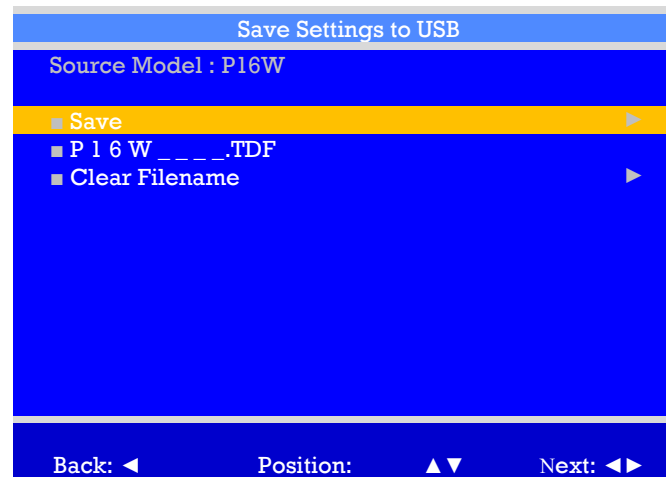 Save Settings to USB
Source Model : P16W
■ Save ►
■ P 1 6 W _ _ _ _.TDF
■ Clear Filename ►
Back: ◄ Position: ▲▼ Next: ◄►